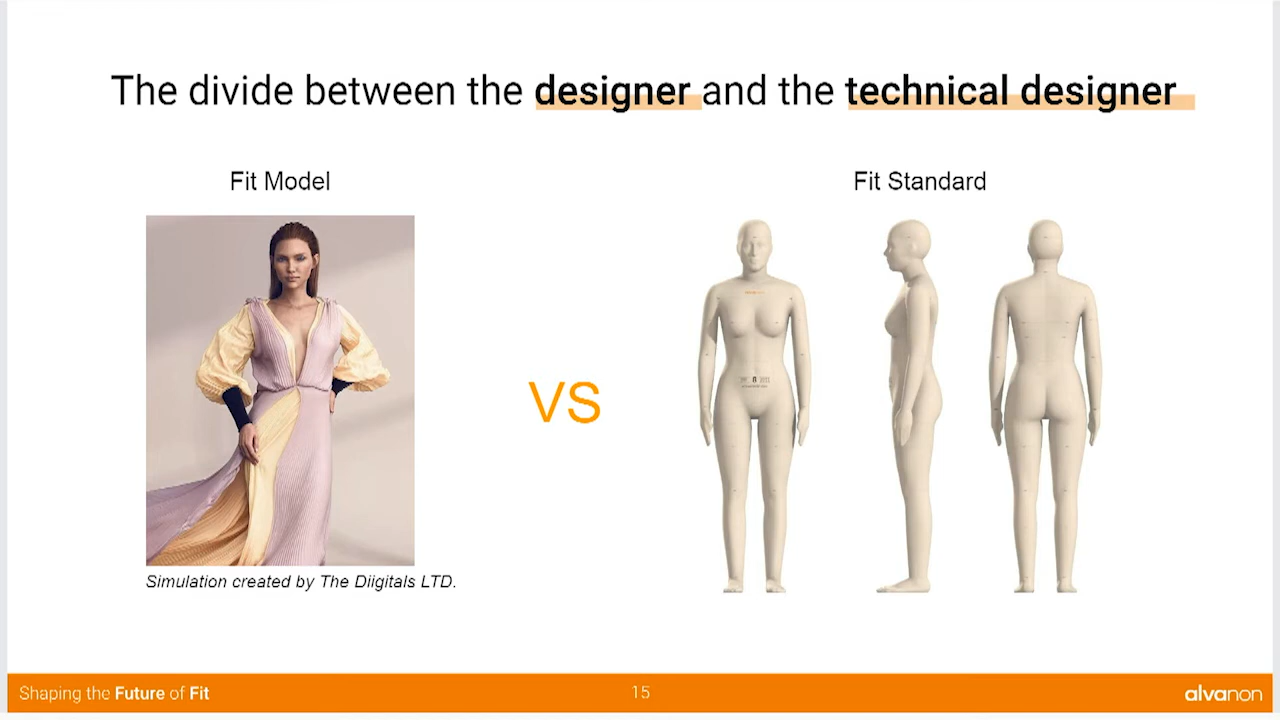 The divide between the designer and the technical designer
Fit Model
Fit Standard
VS
Simulation created by The Diigitals LTD.
Shaping the Future of Fit
15
alvanon